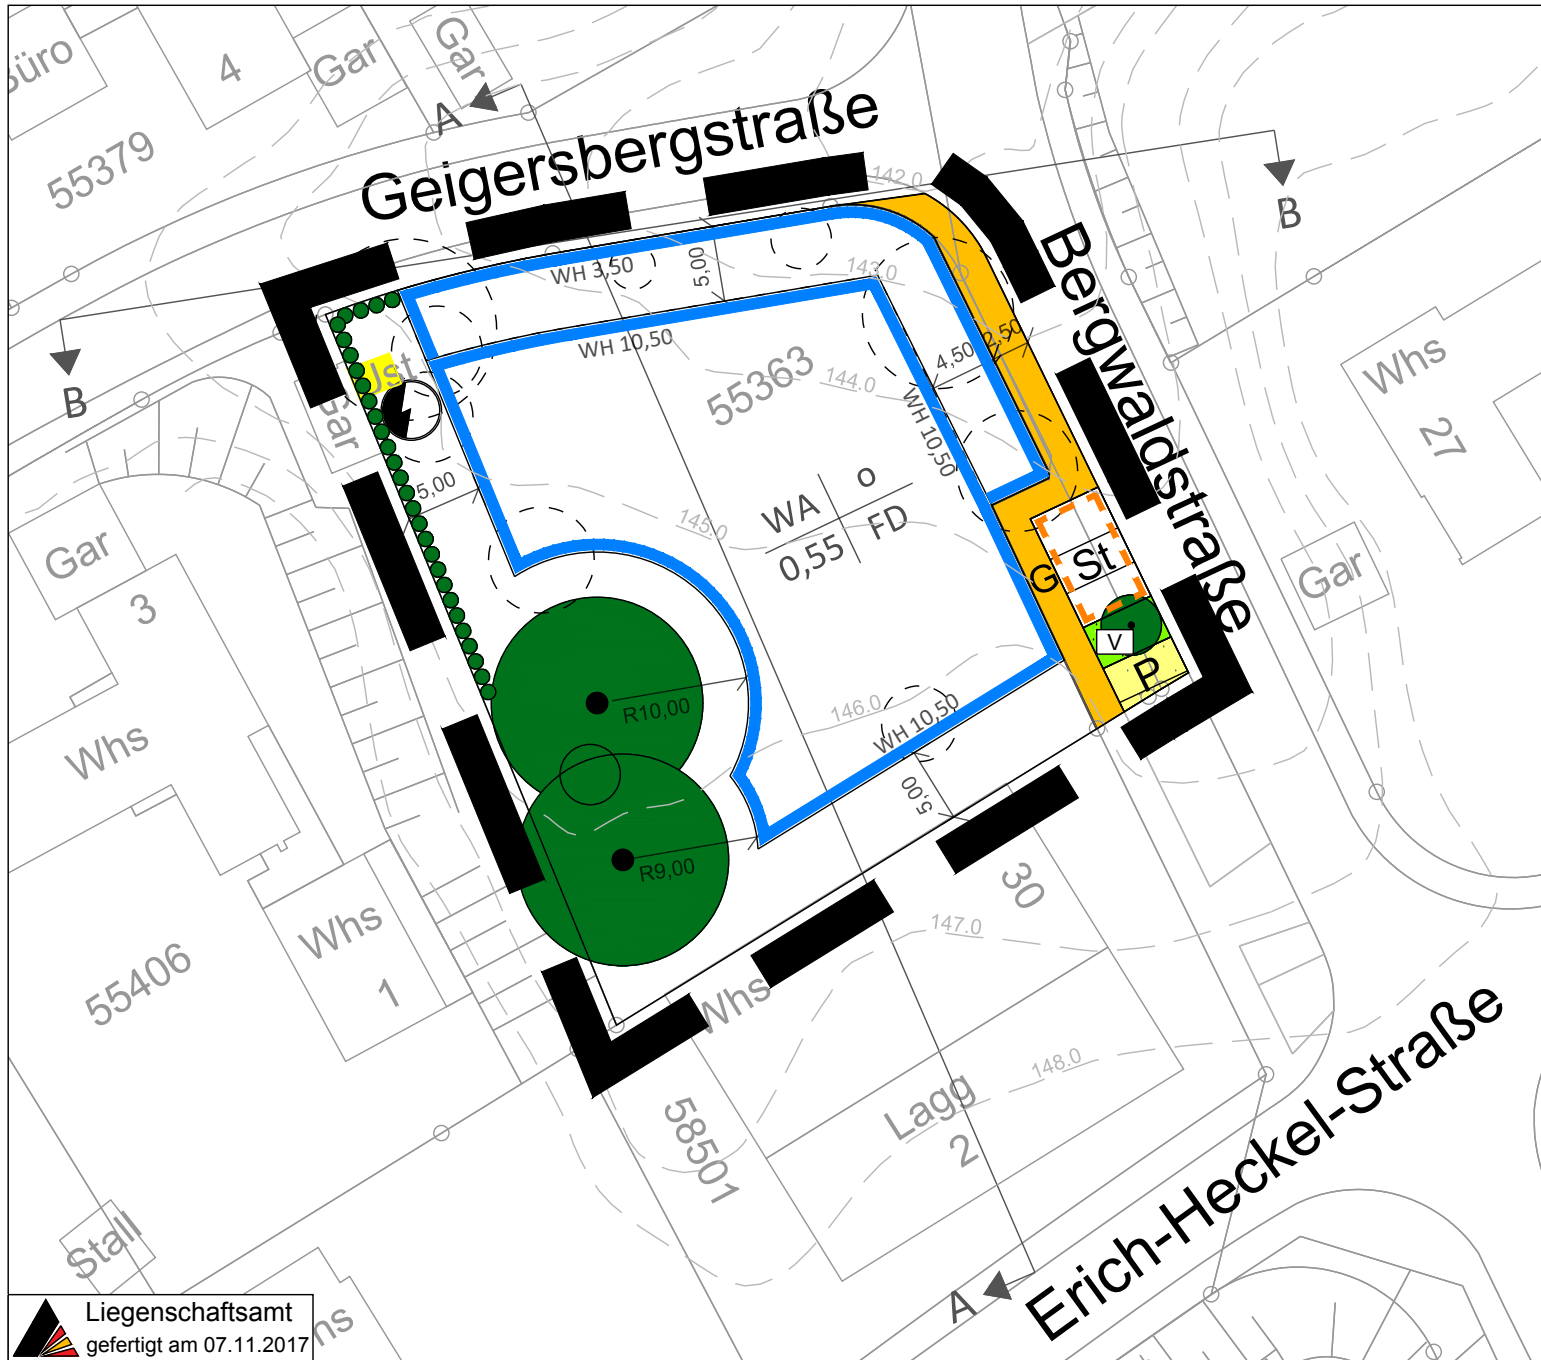 Büro
4
Gar
Gar
55379
A
Geigersbergstraße
142.0
B
Bergwaldstraße
WH 3,50
5,00
143.0
WH 10,50
2,50
4,50
55363
144.0
WH 10,50
Whs
27
B
Ust
Gar
5,00
145.0
WA
o
0,55
FD
Gar
3
G
St
Gar
V
P
R10,00
146.0
WH 10,50
5,00
Whs
R9,00
30
147.0
Whs
1
55406
Whs
148.0
Lagg
2
58501
Erich-Heckel-Straße
Stall
A
Liegenschaftsamt
gefertigt am 07.11.2017